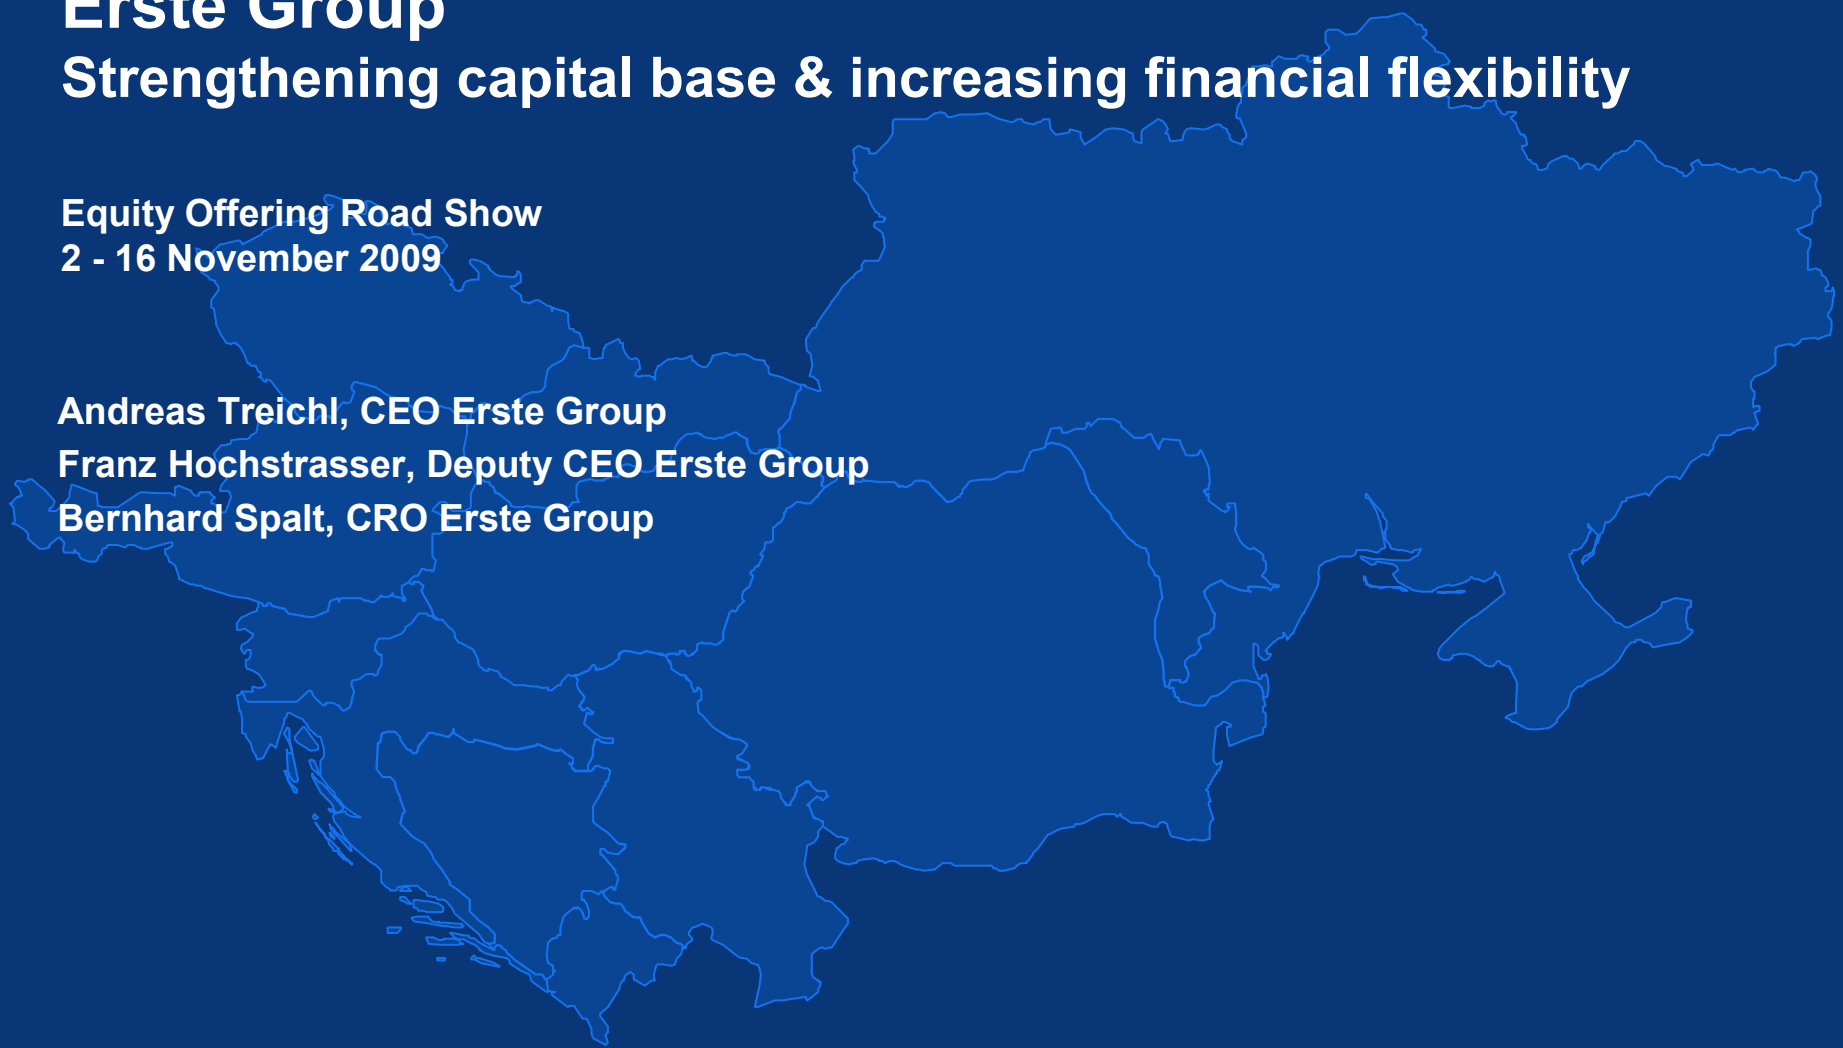 Erste Group
Strengthening capital base & increasing financial flexibility
Equity Offering Road Show
2 - 16 November 2009
Andreas Treichl, CEO Erste Group
Franz Hochstrasser, Deputy CEO Erste Group
Bernhard Spalt, CRO Erste Group